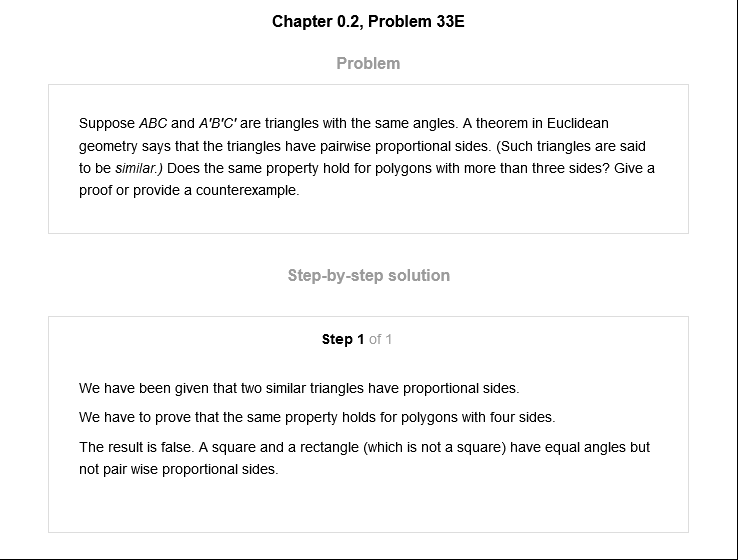 Chapter 0.2, Problem 33E
Problem
Suppose ABC and A'B'C' are triangles with the same angles. A theorem in Euclidean
geometry says that the triangles have pairwise proportional sides. (Such triangles are said
to be similar.) Does the same property hold for polygons with more than three sides? Give a
proof or provide a counterexample.
Step-by-step solution
Step 1 of 1
We have been given that two similar triangles have proportional sides.
We have to prove that the same property holds for polygons with four sides.
The result is false. A square and a rectangle (which is not a square) have equal angles but
not pair wise proportional sides.